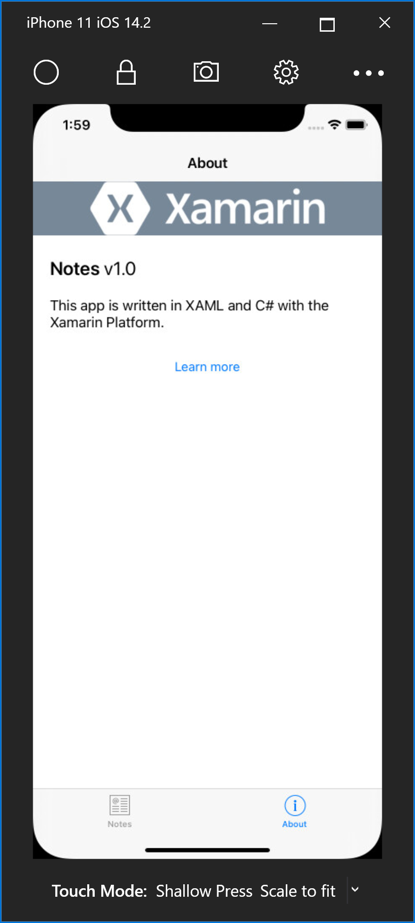 iPhone 11 iOS 14.2
1:59
About
X Xamarin
Notes v1.0
This app is written in XAML and C# with the
Xamarin Platform.
Learn more
Notes
About
Touch Mode: Shallow Press Scale to fit